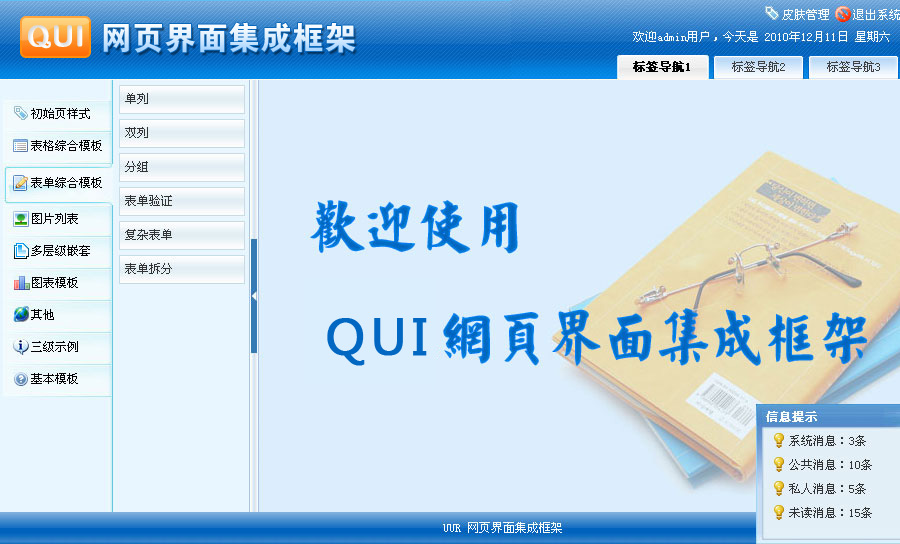 皮肤管理 退出系统
QUI 网页界面集成框架
欢迎admin用户，今天是 2010年12月11日 星期六
标签导航1 标签导航2 标签导航3
初始页样式
表格综合模板
表单综合模板
图片列表
多层级嵌套
图表模板
其他
三级示例
基本模板
单列
双列
分组
表单验证
复杂表单
表单拆分
歡迎使用
QUI 網頁界面集成框架
信息提示
系统消息：3条
公共消息：10条
私人消息：5条
未读消息：15条
UUR 网页界面集成框架